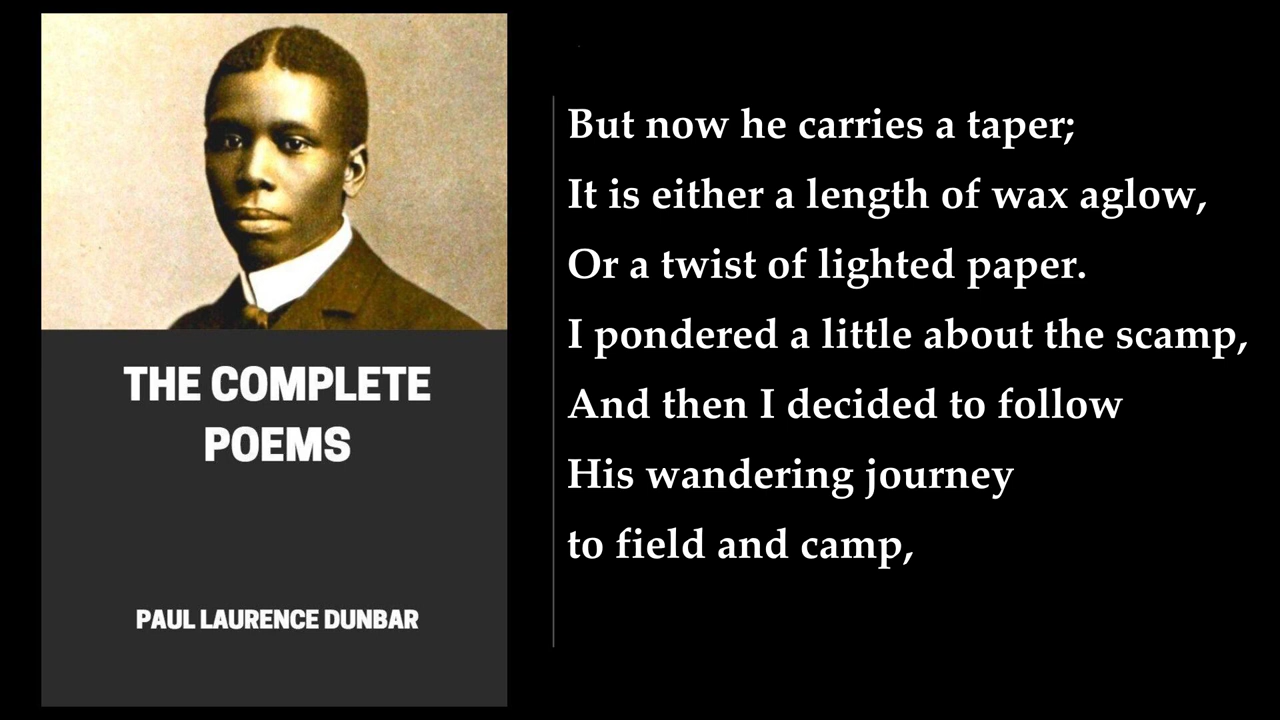 THE COMPLETE
POEMS
PAUL LAURENCE DUNBAR
But now he carries a taper;
It is either a length of wax aglow,
Or a twist of lighted paper.
I pondered a little about the scamp,
And then I decided to follow
His wandering journey
to field and camp,